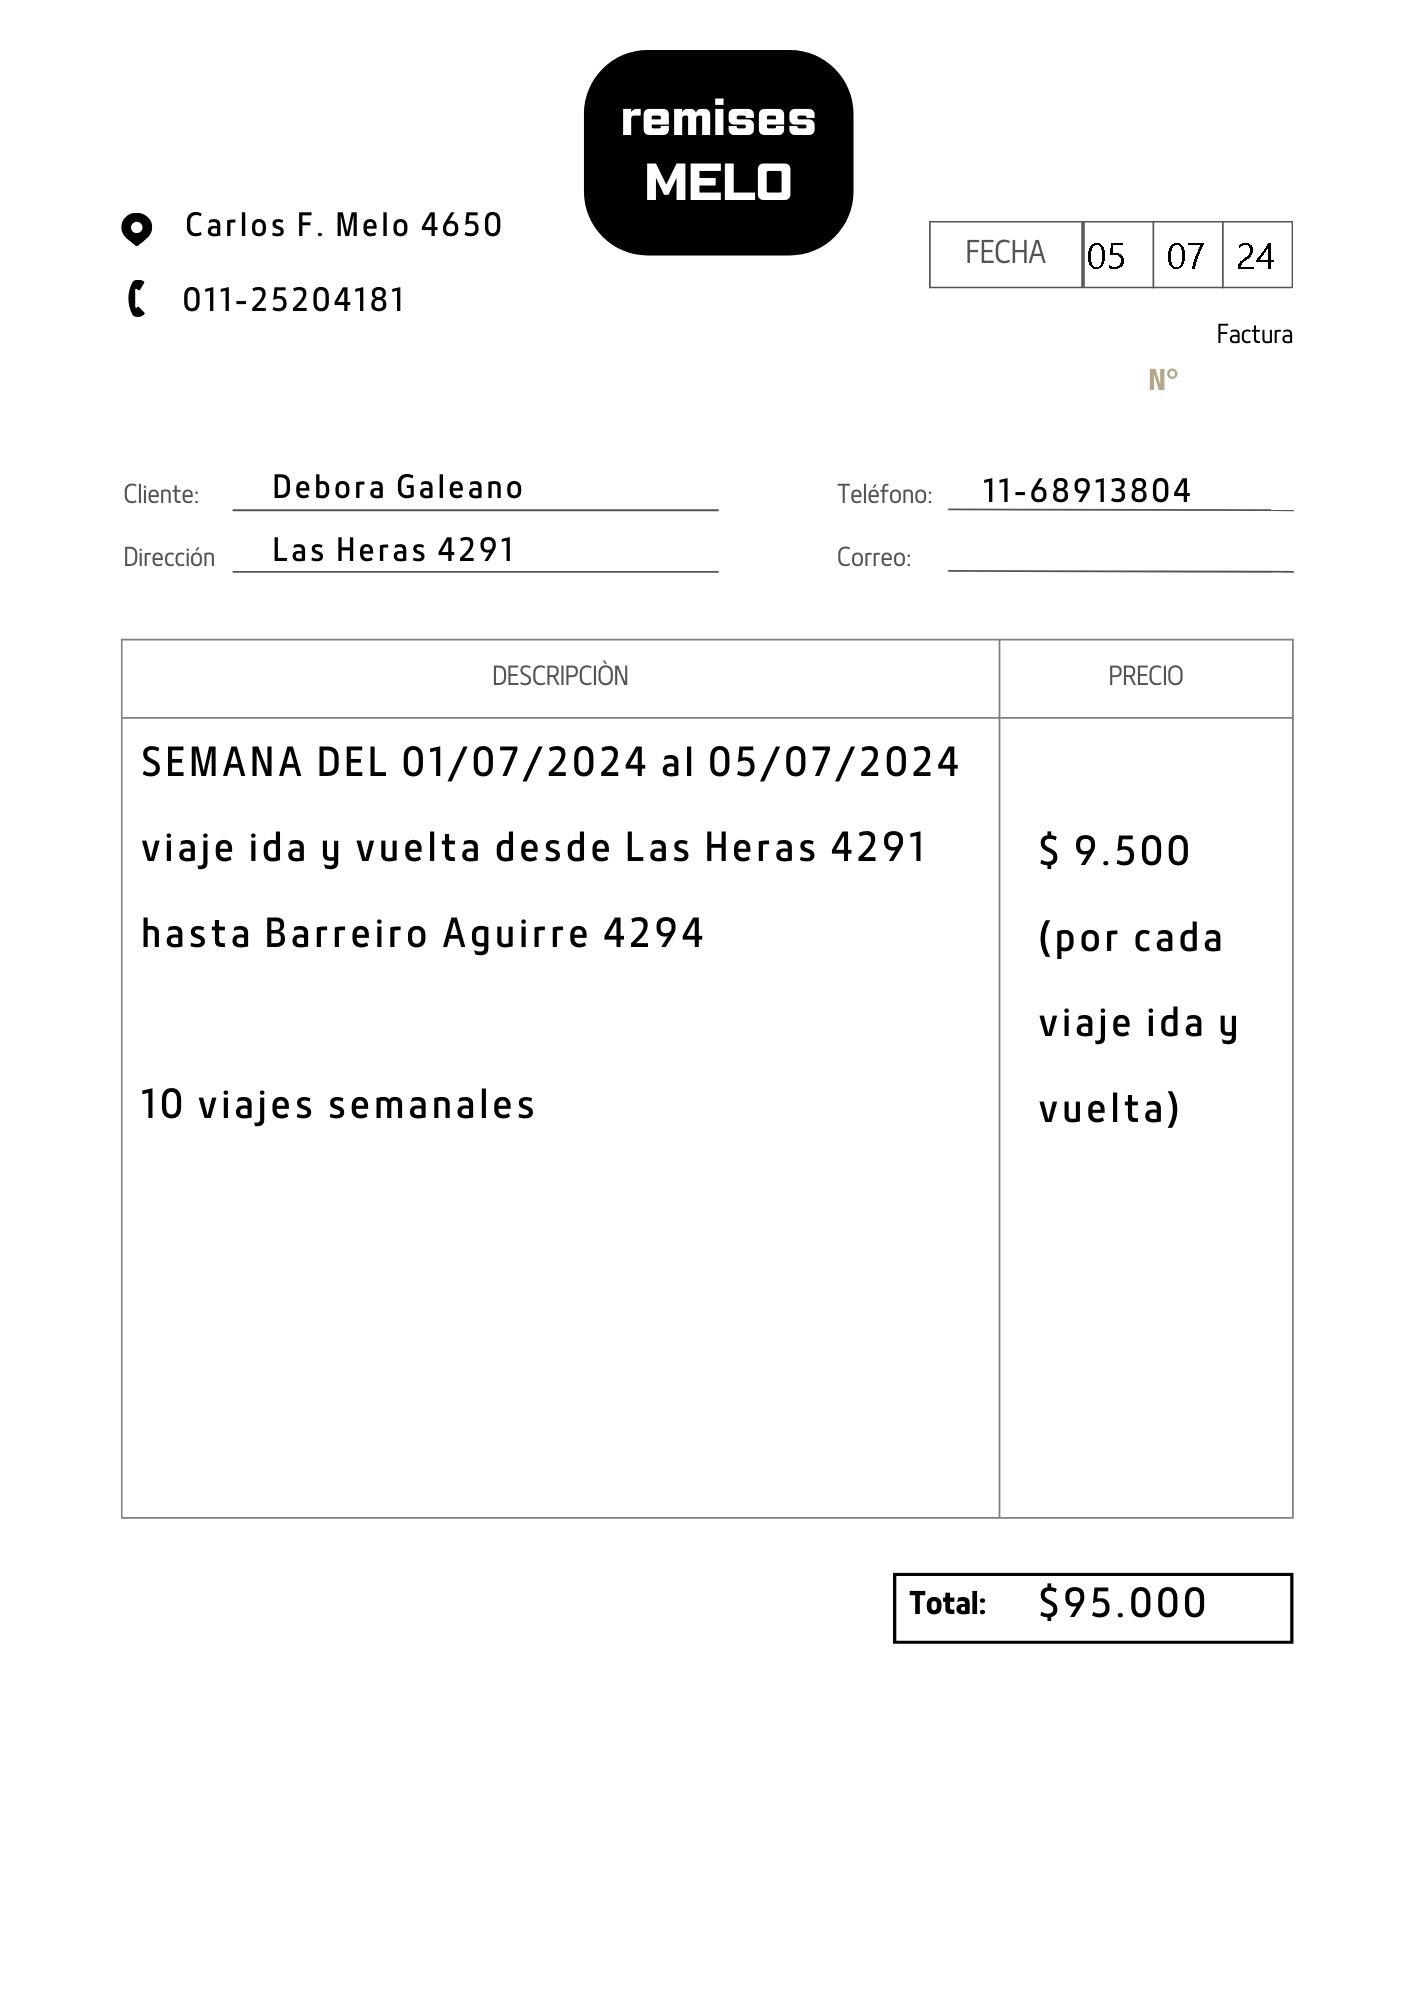 remises
MELO
Carlos F. Melo 4650
011-25204181
FECHA 05 07 24
Factura
N°
Cliente: Debora Galeano
Teléfono: 11-68913804
Dirección Las Heras 4291
Correo:
DESCRIPCIÒN PRECIO
SEMANA DEL 01/07/2024 al 05/07/2024
viaje ida y vuelta desde Las Heras 4291 $ 9.500
hasta Barreiro Aguirre 4294 (por cada
viaje ida y
10 viajes semanales vuelta)
Total: $95.000